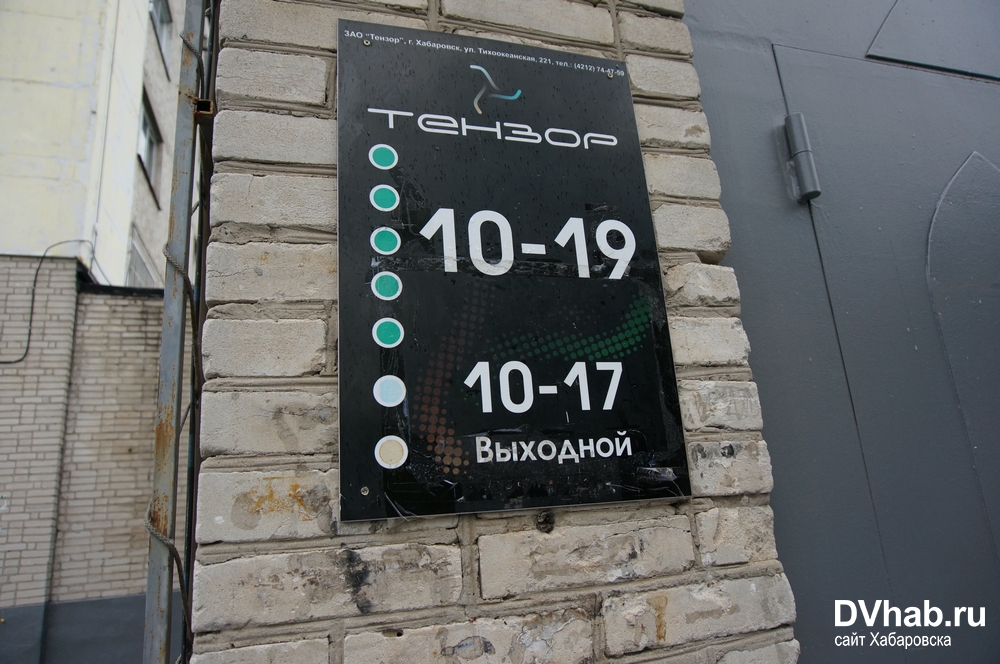 ЗАО "Тензор", г. Хабаровск, ул. Тихоокеанская, 221, тел.: (4212) 74-47-59
ТЕНЗОР
10-19
10-17
Выходной
DVhab.ru
сайт Хабаровска